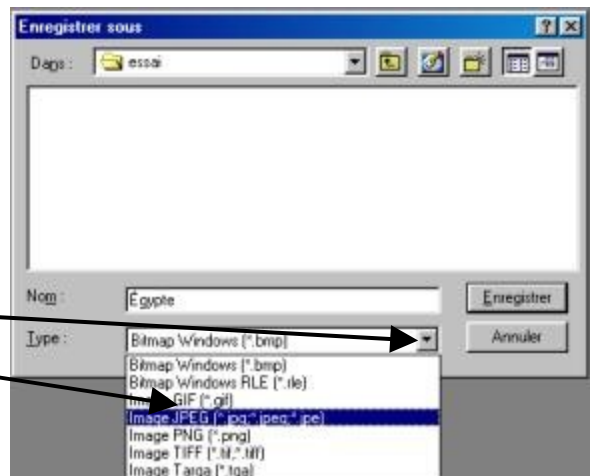 Enregistrer sous
Dans :
essai
Nom :
Égypte
Enregistrer
Type :
Bitmap Windows (*.bmp)
Annuler
Bitmap Windows (*.bmp)
Bitmap Windows RLE (*.rle)
GIF (*.gif)
Image JPEG (*.jpg;*.jpeg;*.jpe)
Image PNG (*.png)
Image TIFF (*.tif;*.tiff)
Image Targa (*.tga)